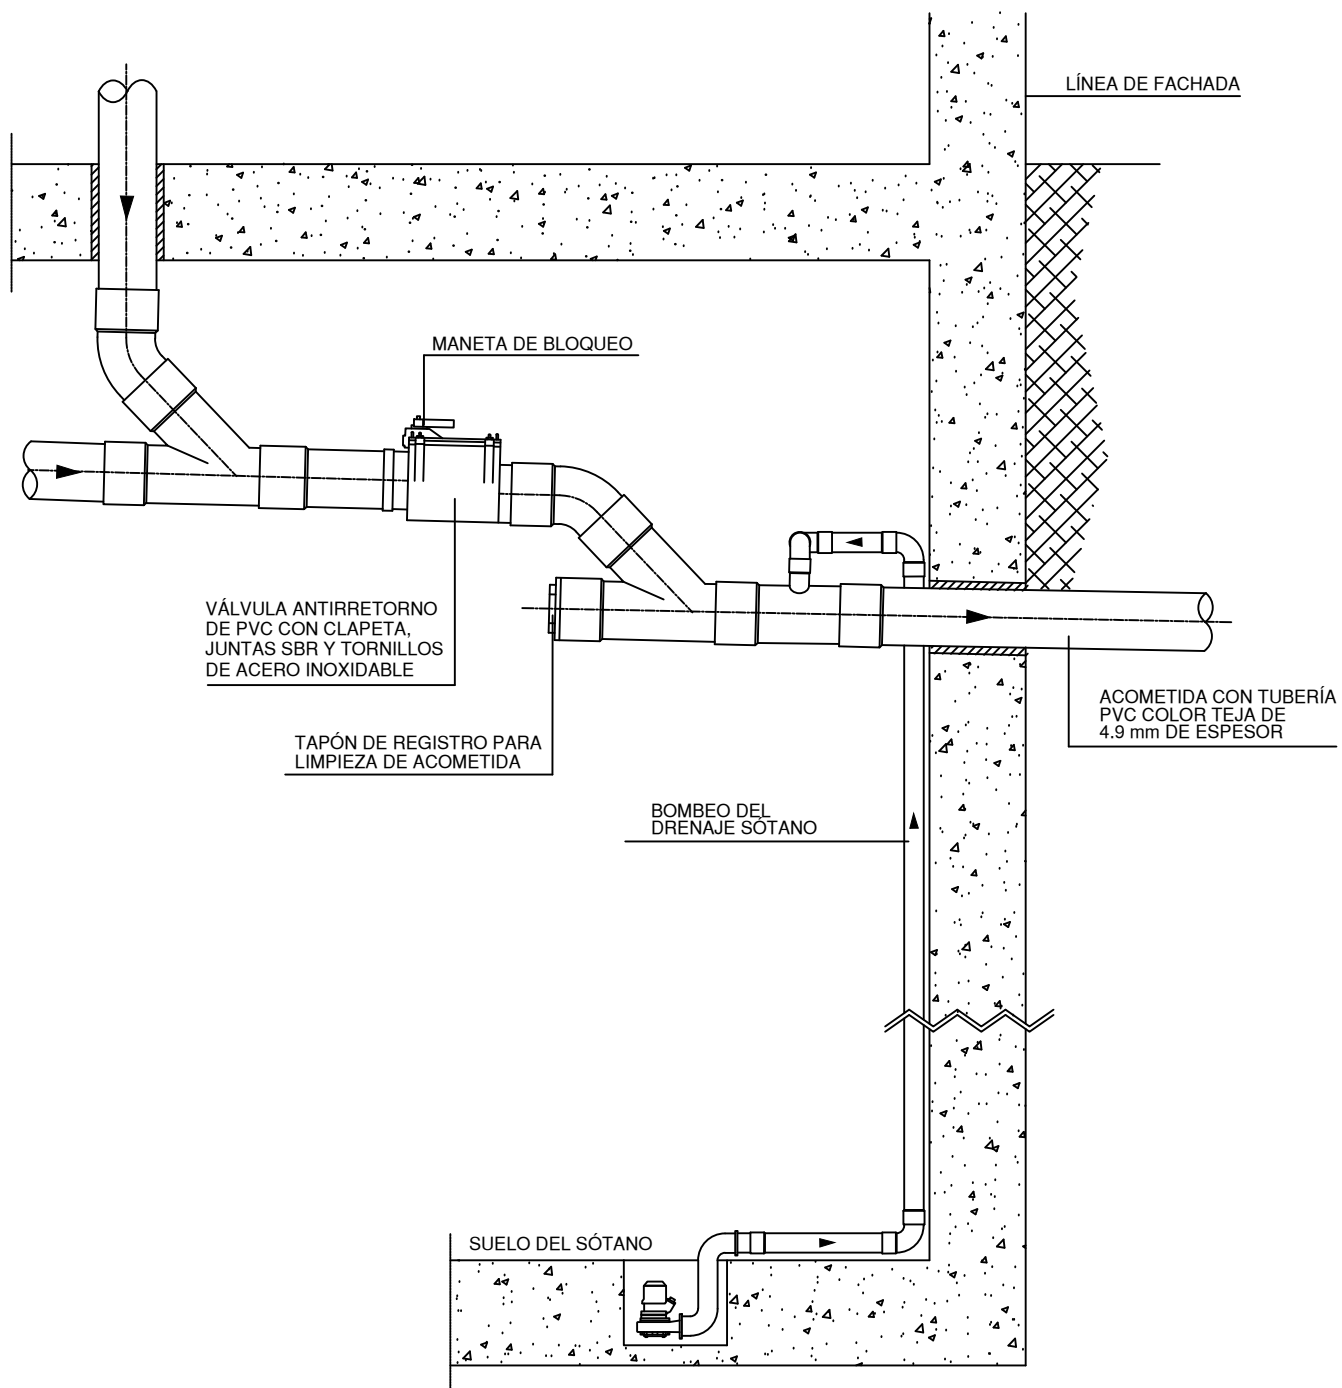 LÍNEA DE FACHADA
MANETA DE BLOQUEO
VÁLVULA ANTIRRETORNO
DE PVC CON CLAPETA,
JUNTAS SBR Y TORNILLOS
DE ACERO INOXIDABLE
TAPÓN DE REGISTRO PARA
LIMPIEZA DE ACOMETIDA
ACOMETIDA CON TUBERÍA
PVC COLOR TEJA DE
4.9 mm DE ESPESOR
BOMBEO DEL
DRENAJE SÓTANO
SUELO DEL SÓTANO